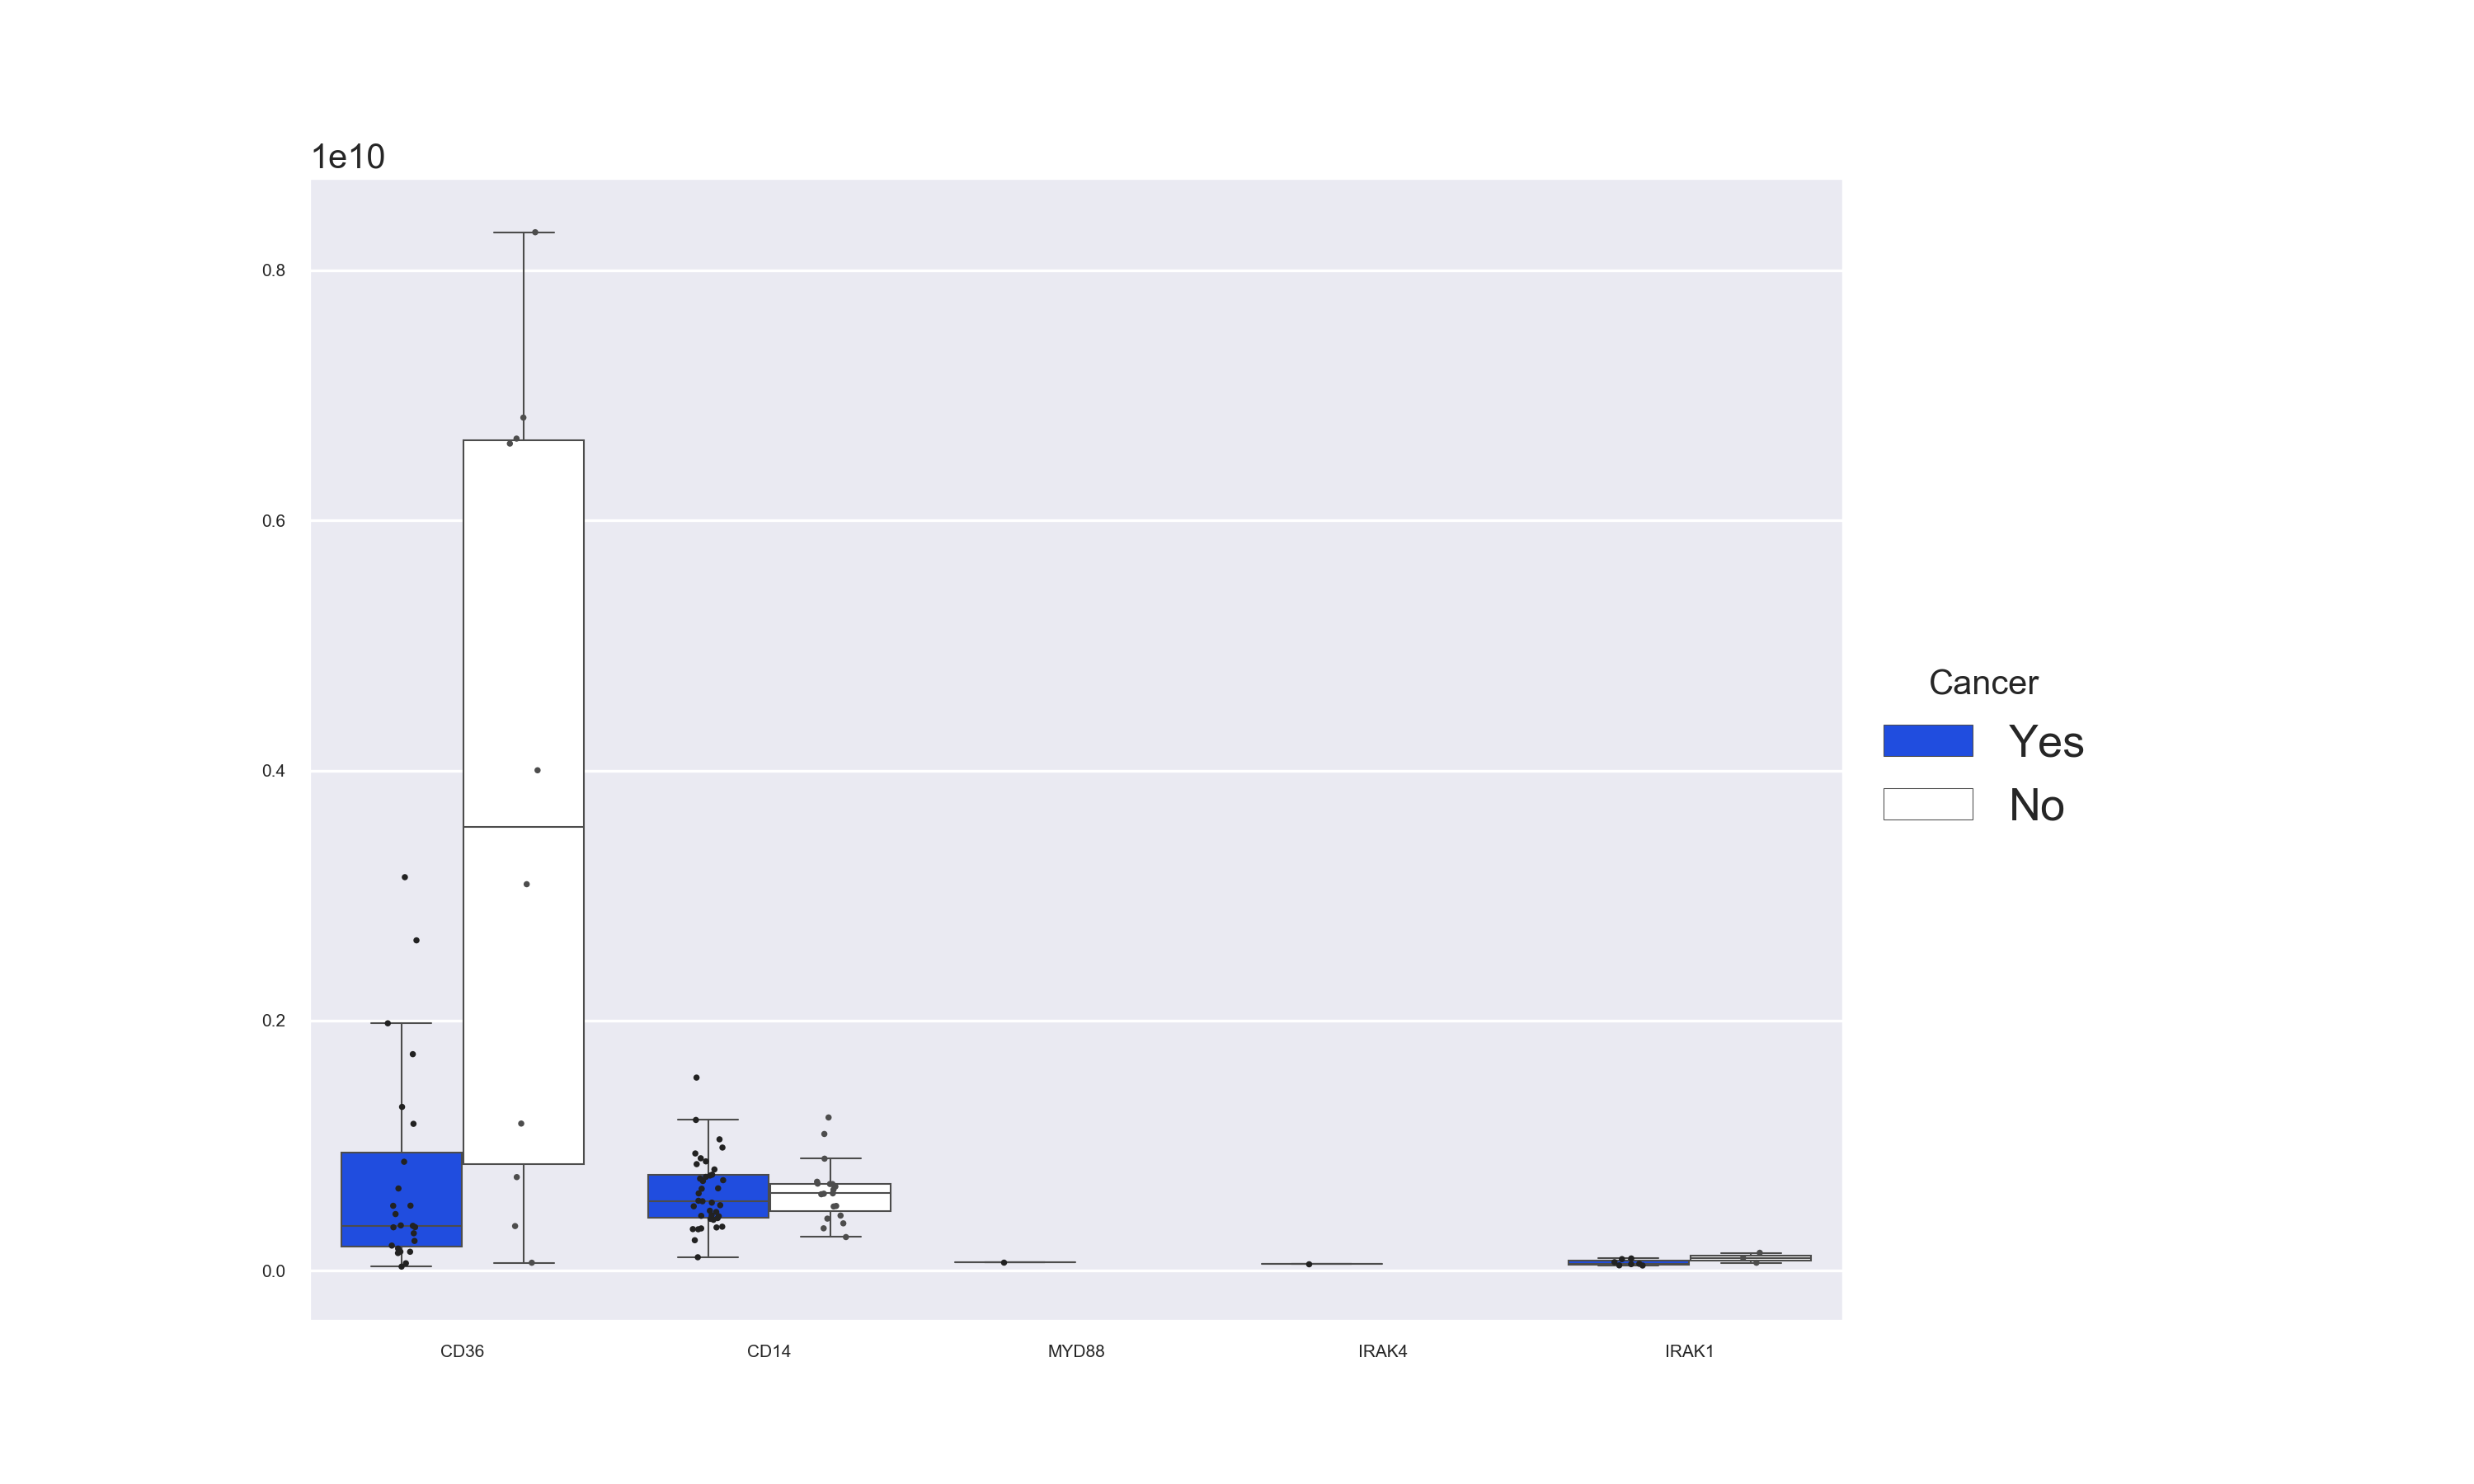 1e10
0.8
0.6
0.4
0.2
0.0
CD36
CD14
MYD88
IRAK4
IRAK1
Cancer
Yes
No